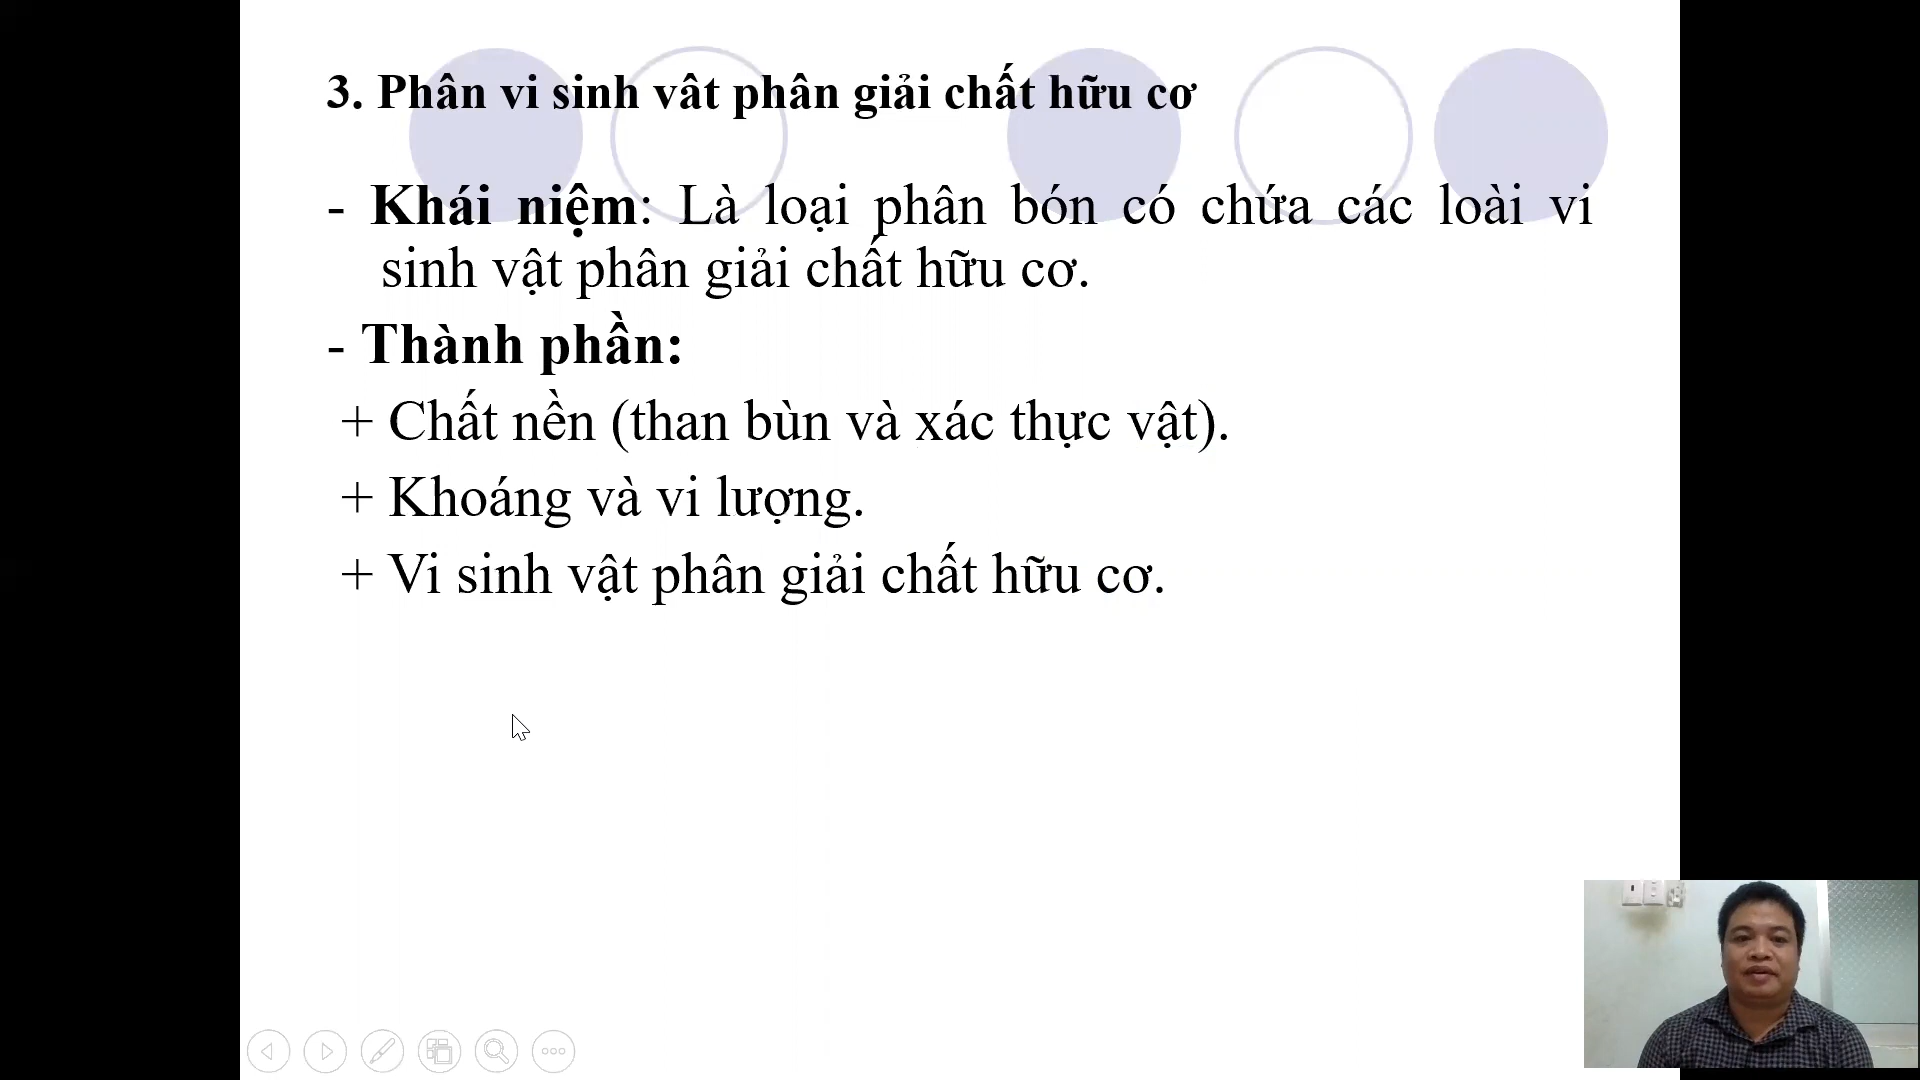 3. Phân vi sinh vât phân giải chất hữu cơ
- Khái niệm: Là loại phân bón có chứa các loài vi
sinh vật phân giải chất hữu cơ.
- Thành phần:
+ Chất nền (than bùn và xác thực vật).
+ Khoáng và vi lượng.
+ Vi sinh vật phân giải chất hữu cơ.